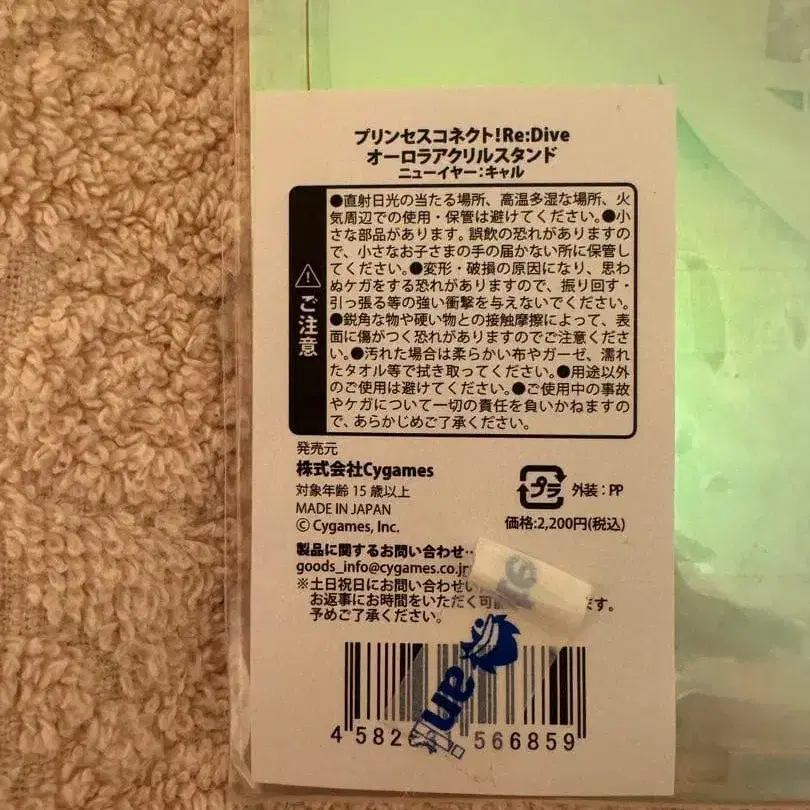 プリンセスコネクト!Re:Dive
オーロラアクリルスタンド
ニューイヤー:キャル
ご注意
●直射日光の当たる場所、高温多湿な場所、火
気周辺での使用・保管は避けてください。●小
さな部品があります。誤飲の恐れがありますの
で、小さなお子さまの手の届かない所に保管し
てください。●変形・破損の原因になり、思わ
ぬケガをする恐れがありますので、振り回す・
引っ張る等の強い衝撃を与えないでください。
●鋭角な物や硬い物との接触摩擦によって、表
面に傷がつく恐れがありますのでご注意くださ
い。●汚れた場合は柔らかい布やガーゼ、濡れ
たタオル等で拭き取ってください。●用途以外
のご使用は避けてください。●ご使用中の事故
やケガについて一切の責任を負いかねますの
で、あらかじめご了承ください。
発売元
株式会社Cygames
対象年齢 15 歳以上
MADE IN JAPAN
© Cygames, Inc.
プラ 外装:PP
価格:2,200円(税込)
製品に関するお問い合わせ…
goods_info@cygames.co.jp
※土日祝日にお問い合わせ
お返事にお時間をいただく可能 ます。
予めご了承ください。
4 582 566859